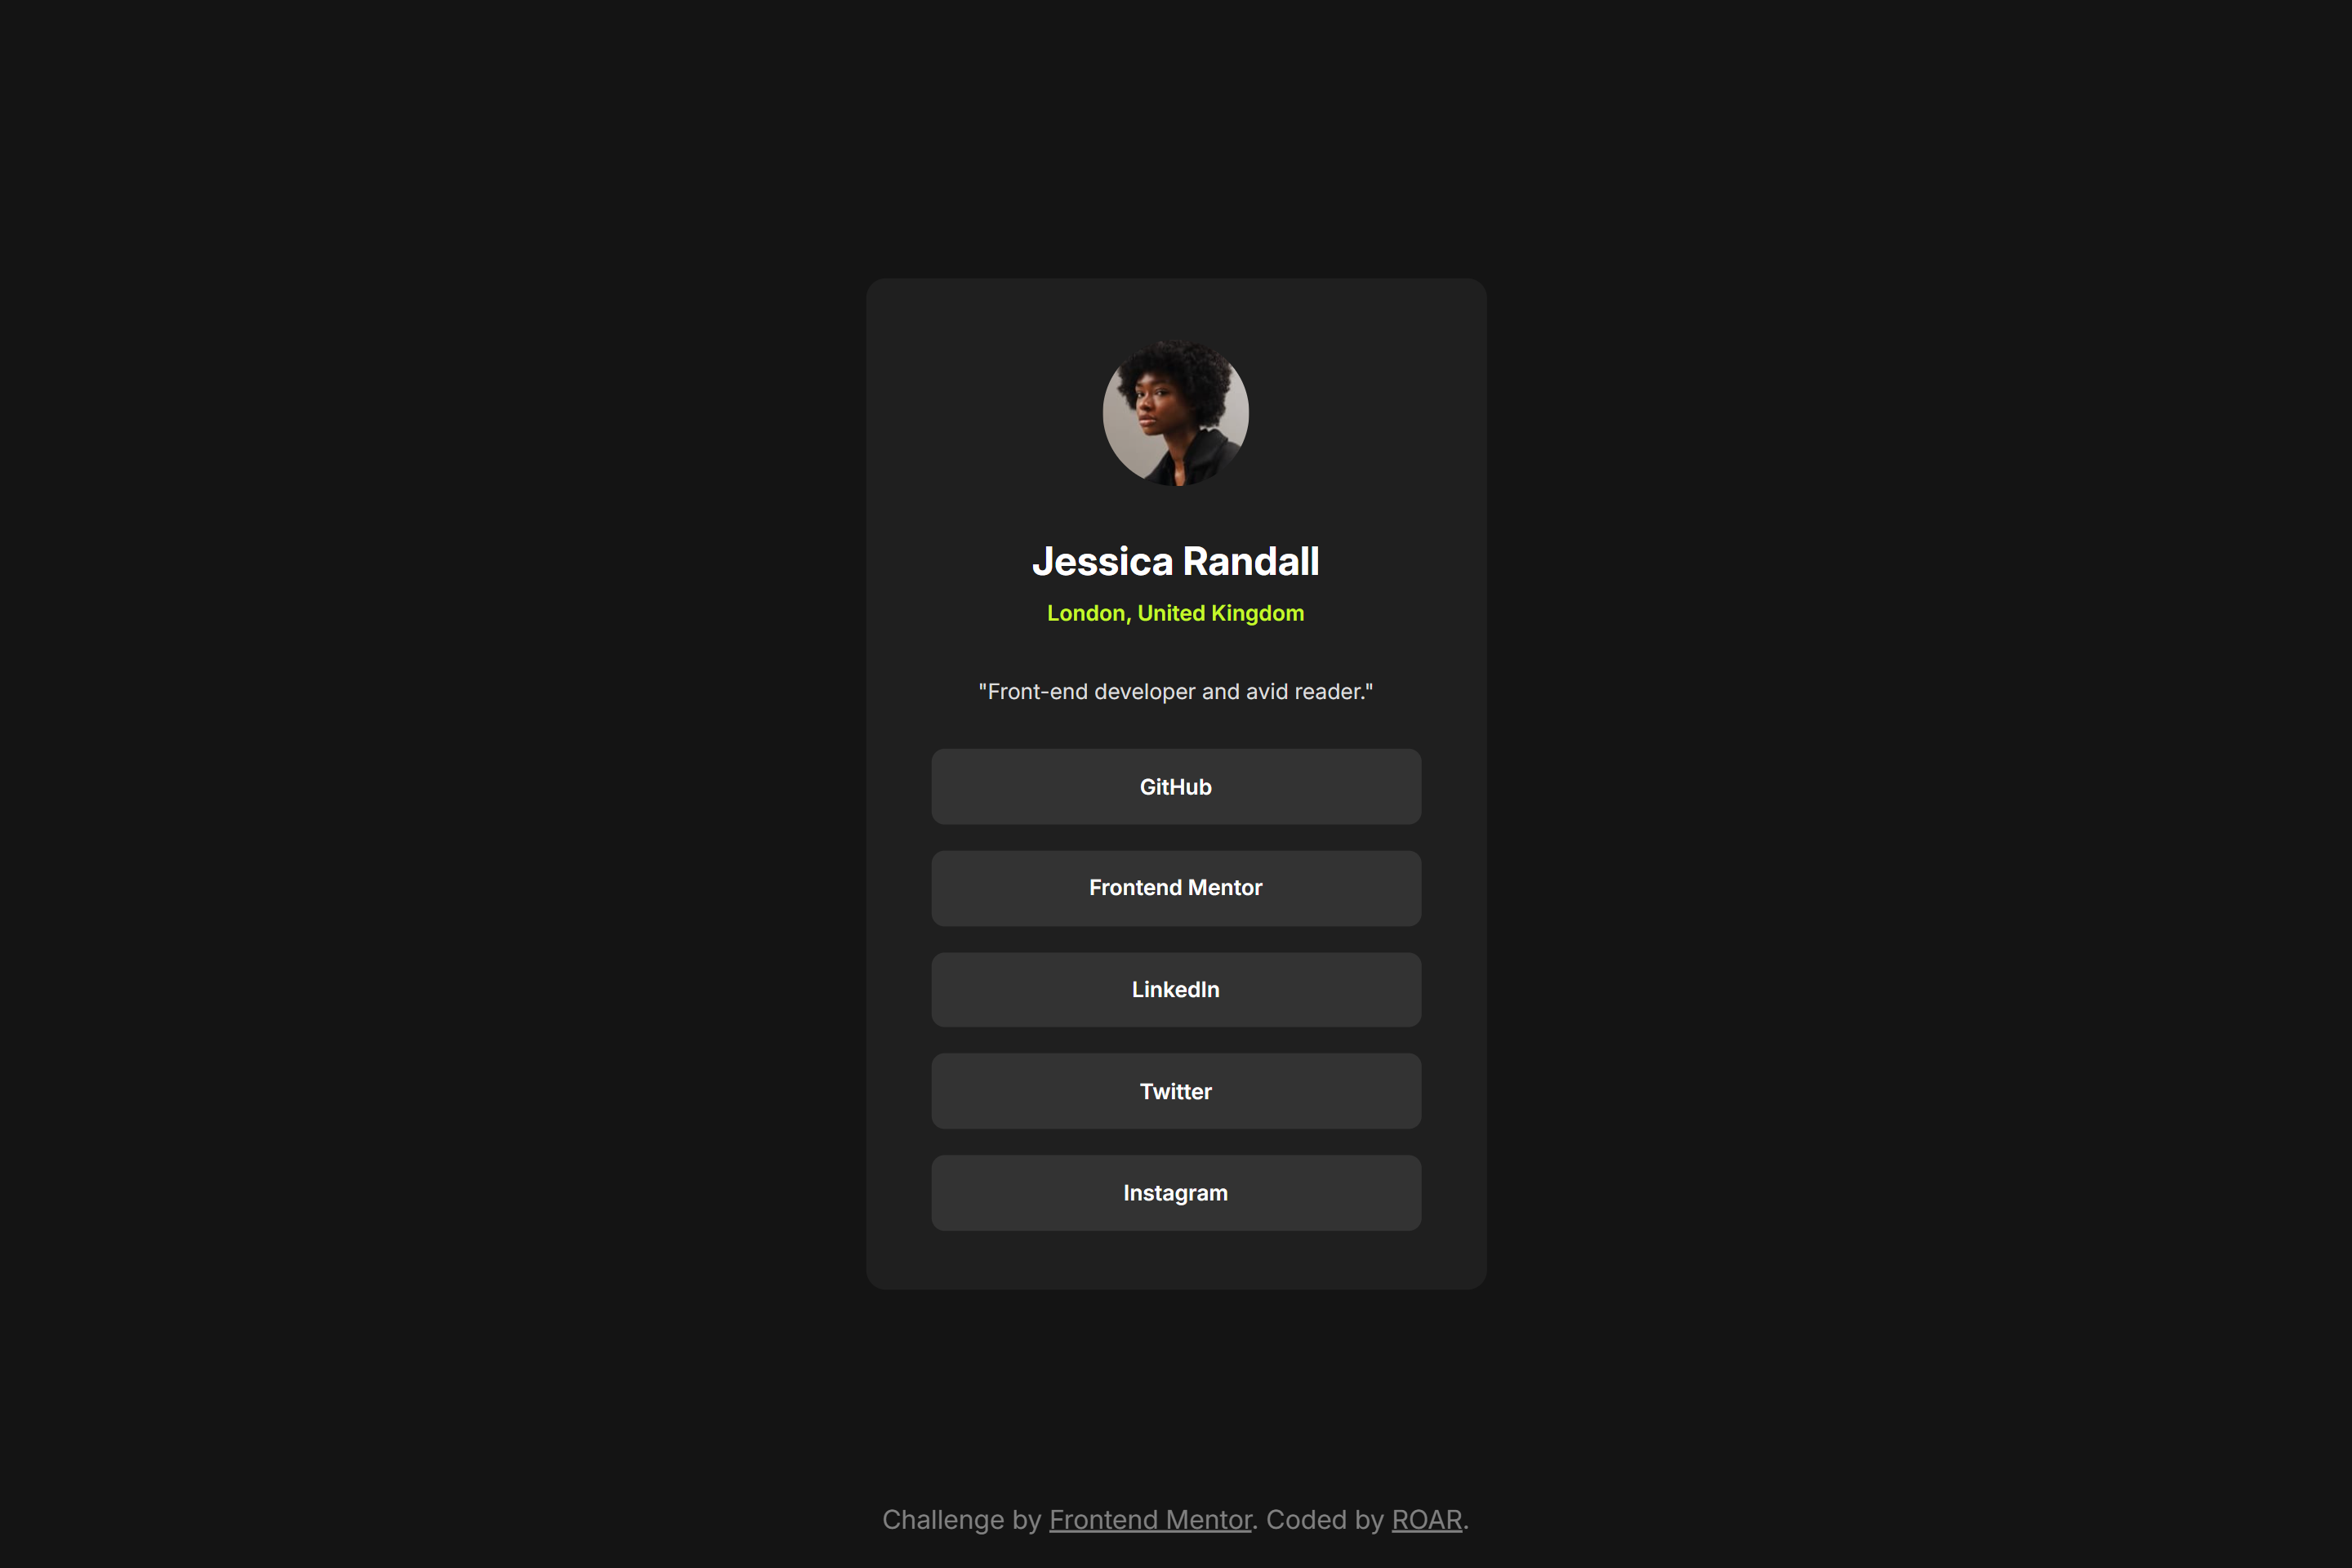 Jessica Randall
London, United Kingdom
"Front-end developer and avid reader."
GitHub
Frontend Mentor
LinkedIn
Twitter
Instagram
Challenge by Frontend Mentor. Coded by ROAR.